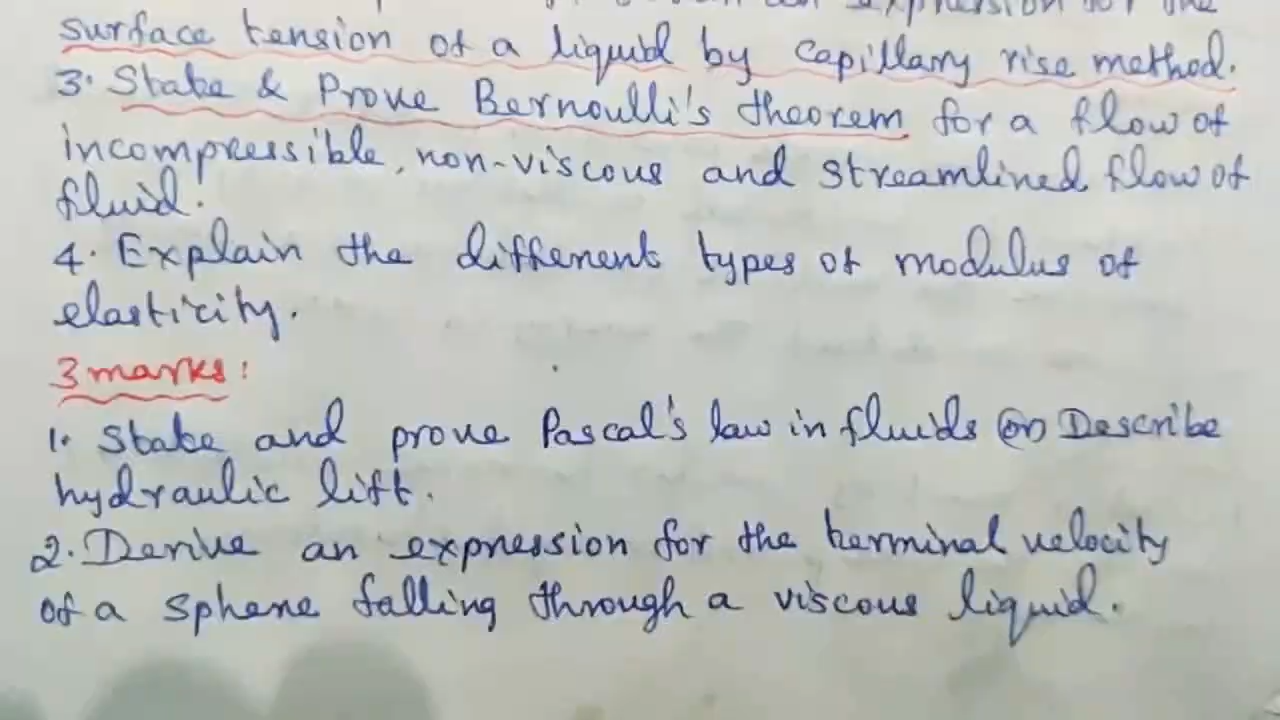 expression for the
surface tension of a liquid by capillary rise method.
3. State & Prove Bernoulli's theorem for a flow of
incompressible, non-viscous and streamlined flow of
fluid.
4. Explain the different types of modulus of
elasticity.
3 marks:
1. State and prove Pascal's law in fluids (or) Describe
hydraulic lift.
2. Derive an expression for the terminal velocity
of a sphere falling through a viscous liquid.